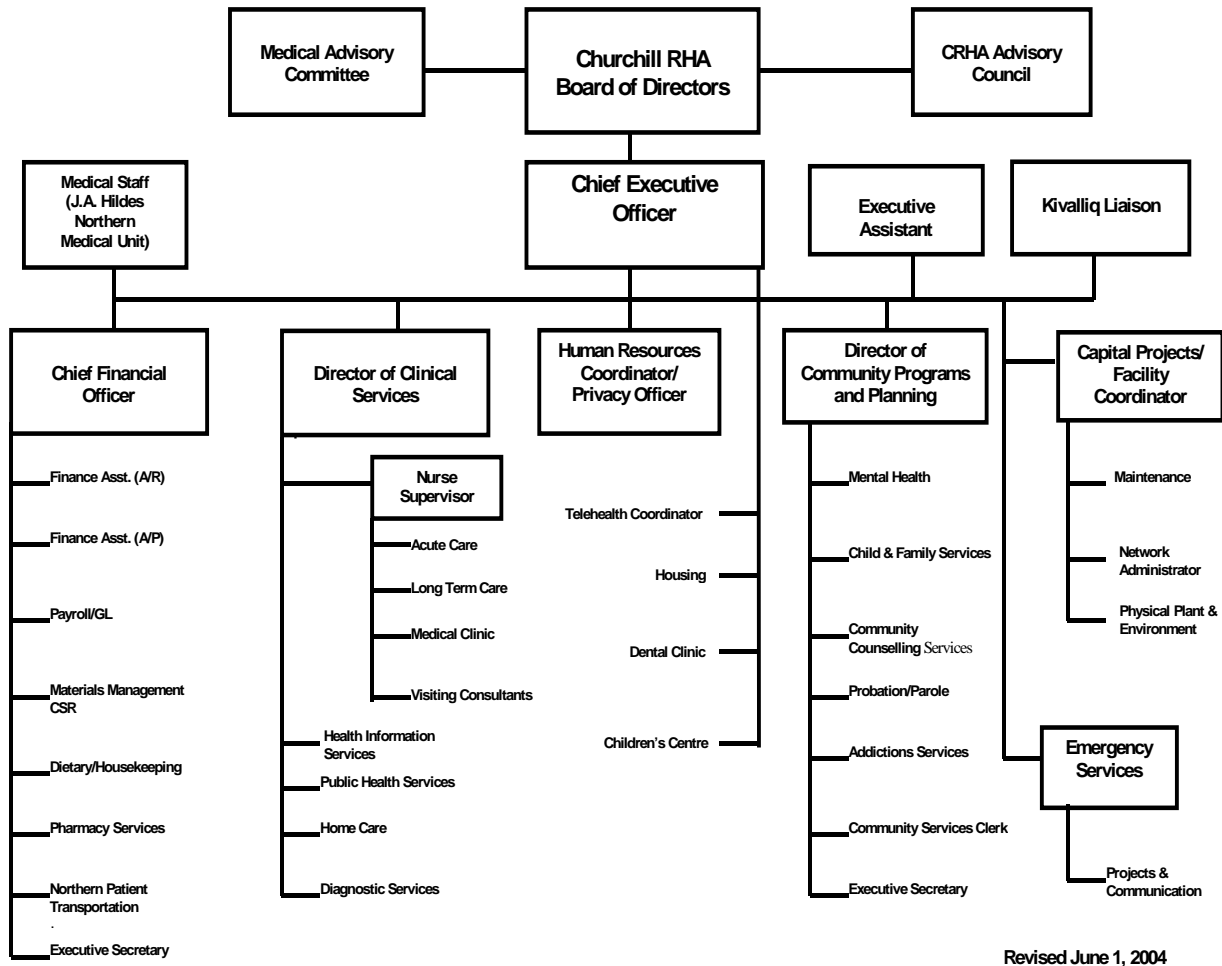 Medical Advisory
Committee
Churchill RHA
Board of Directors
CRHA Advisory
Council
Medical Staff
(J.A. Hildes
Northern
Medical Unit)
Chief Executive
Officer
Executive
Assistant
Kivalliq Liaison
Chief Financial
Officer
Director of Clinical
Services
Human Resources
Coordinator/
Privacy Officer
Director of
Community Programs
and Planning
Capital Projects/
Facility
Coordinator
Finance Asst. (A/R)
Finance Asst. (A/P)
Payroll/GL
Materials Management
CSR
Dietary/Housekeeping
Pharmacy Services
Northern Patient
Transportation
.
Executive Secretary
Nurse
Supervisor
Acute Care
Long Term Care
Medical Clinic
Visiting Consultants
Health Information
Services
Public Health Services
Home Care
Diagnostic Services
Telehealth Coordinator
Housing
Dental Clinic
Children's Centre
Mental Health
Child & Family Services
Community
Counselling Services
Probation/Parole
Addictions Services
Community Services Clerk
Executive Secretary
Maintenance
Network
Administrator
Physical Plant &
Environment
Emergency
Services
Projects &
Communication
Revised June 1, 2004